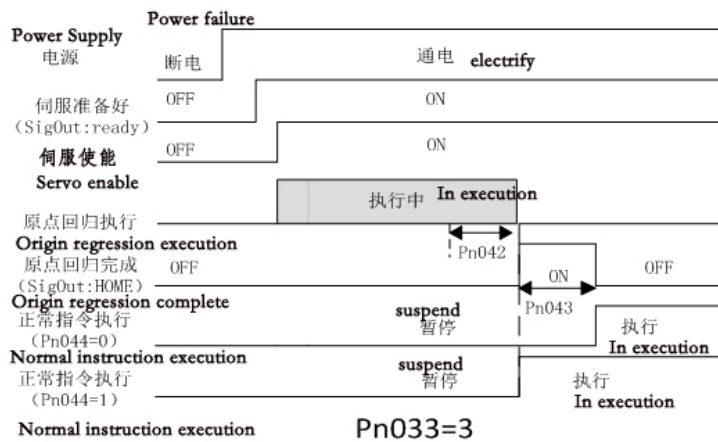 Power failure
Power Supply
电源
断电
通电 electrify
伺服准备好
(SigOut:ready)
OFF
ON
伺服使能
OFF
ON
Servo enable
执行中 In execution
原点回归执行
Origin regression execution
Pn042
原点回归完成
(SigOut:HOME)
OFF
ON
OFF
Origin regression complete
Pn043
正常指令执行
(Pn044=0)
suspend
暂停
执行
In execution
Normal instruction execution
正常指令执行
(Pn044=1)
suspend
暂停
执行
In execution
Normal instruction execution
Pn033=3